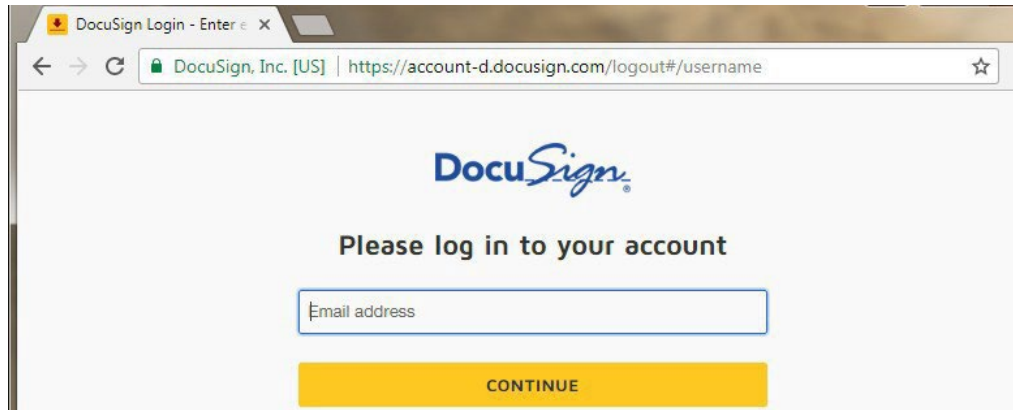 DocuSign Login - Enter e
DocuSign, Inc. [US] | https://account-d.docusign.com/logout#/username
DocuSign®
Please log in to your account
Email address
CONTINUE